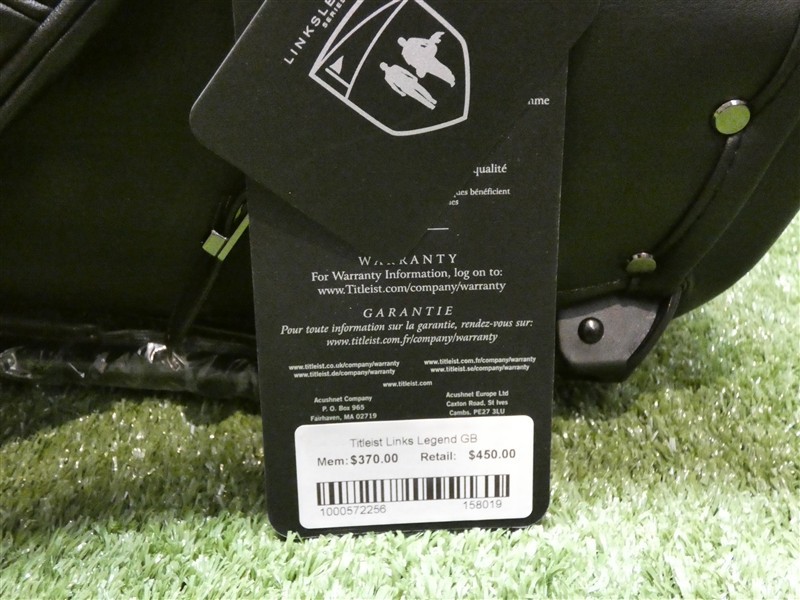 SERIES
qualité
WARRANTY
For Warranty Information, log on to:
www.Titleist.com/company/warranty
GARANTIE
Pour toute information sur la garantie, rendez-vous sur:
www.titleist.com/company/warranty
www.titleist.co.uk/company/warranty www.titleist.com.fr/company/warranty
www.titleist.de/company/warranty www.titleist.se/company/warranty
www.titleist.com
Acushnet Company Acushnet Europe Ltd
P. O. Box 965 Caxton Road, St Ives
Fairhaven, MA 02719 Cambs. PE27 3LU
Titleist Links Legend GB
Mem: $370.00 Retail: $450.00
1000572256 158019